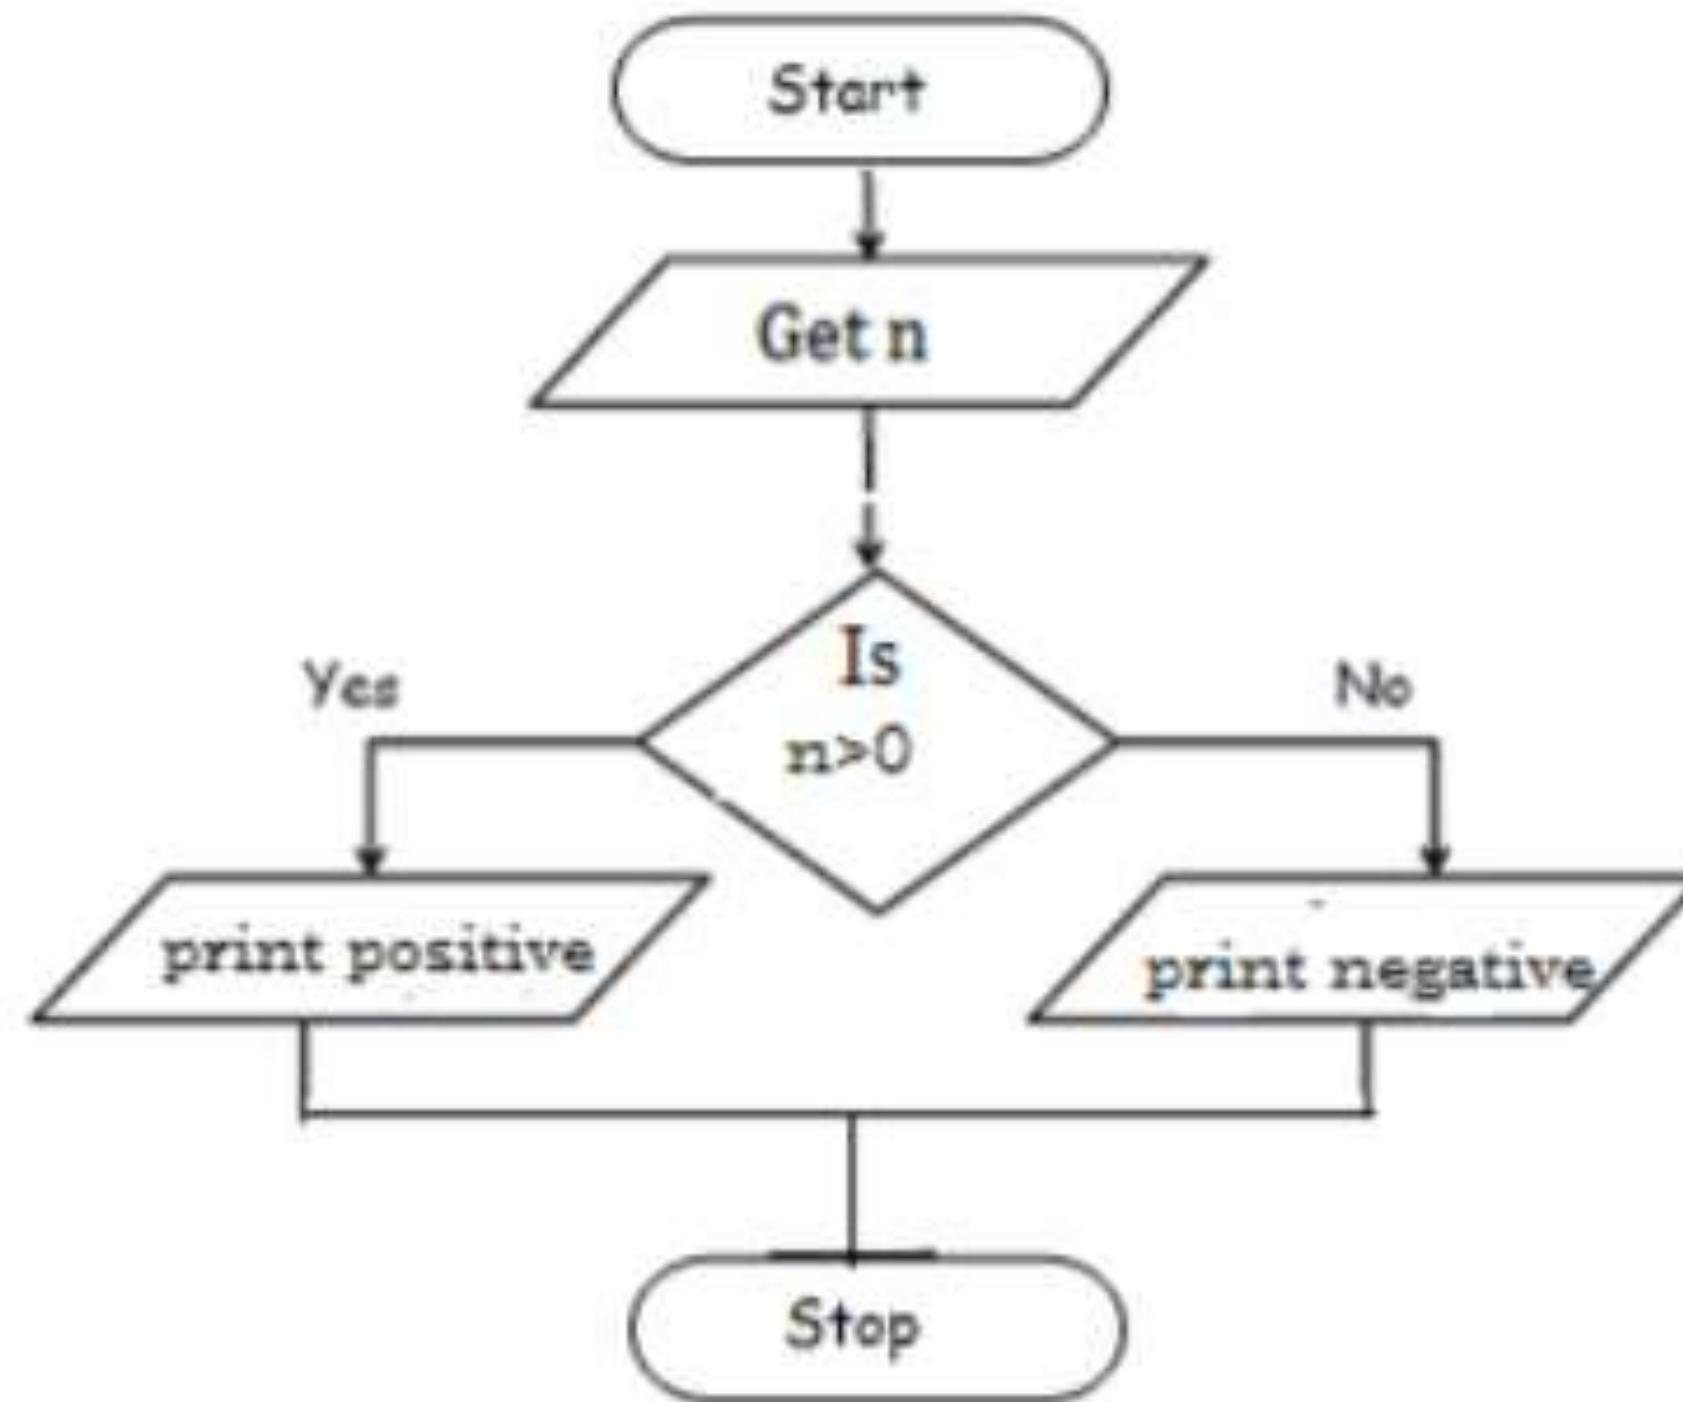 Start
Get n
Is
n>0
Yes
No
print positive
print negative
Stop